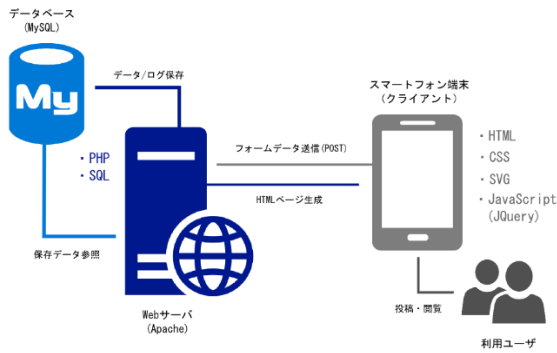 データベース
(MySQL)
My
データ/ログ保存
・PHP
・SQL
保存データ参照
Webサーバ
(Apache)
フォームデータ送信(POST)
HTMLページ生成
スマートフォン端末
(クライアント)
・HTML
・CSS
・SVG
・JavaScript
(JQuery)
投稿・閲覧
利用ユーザ